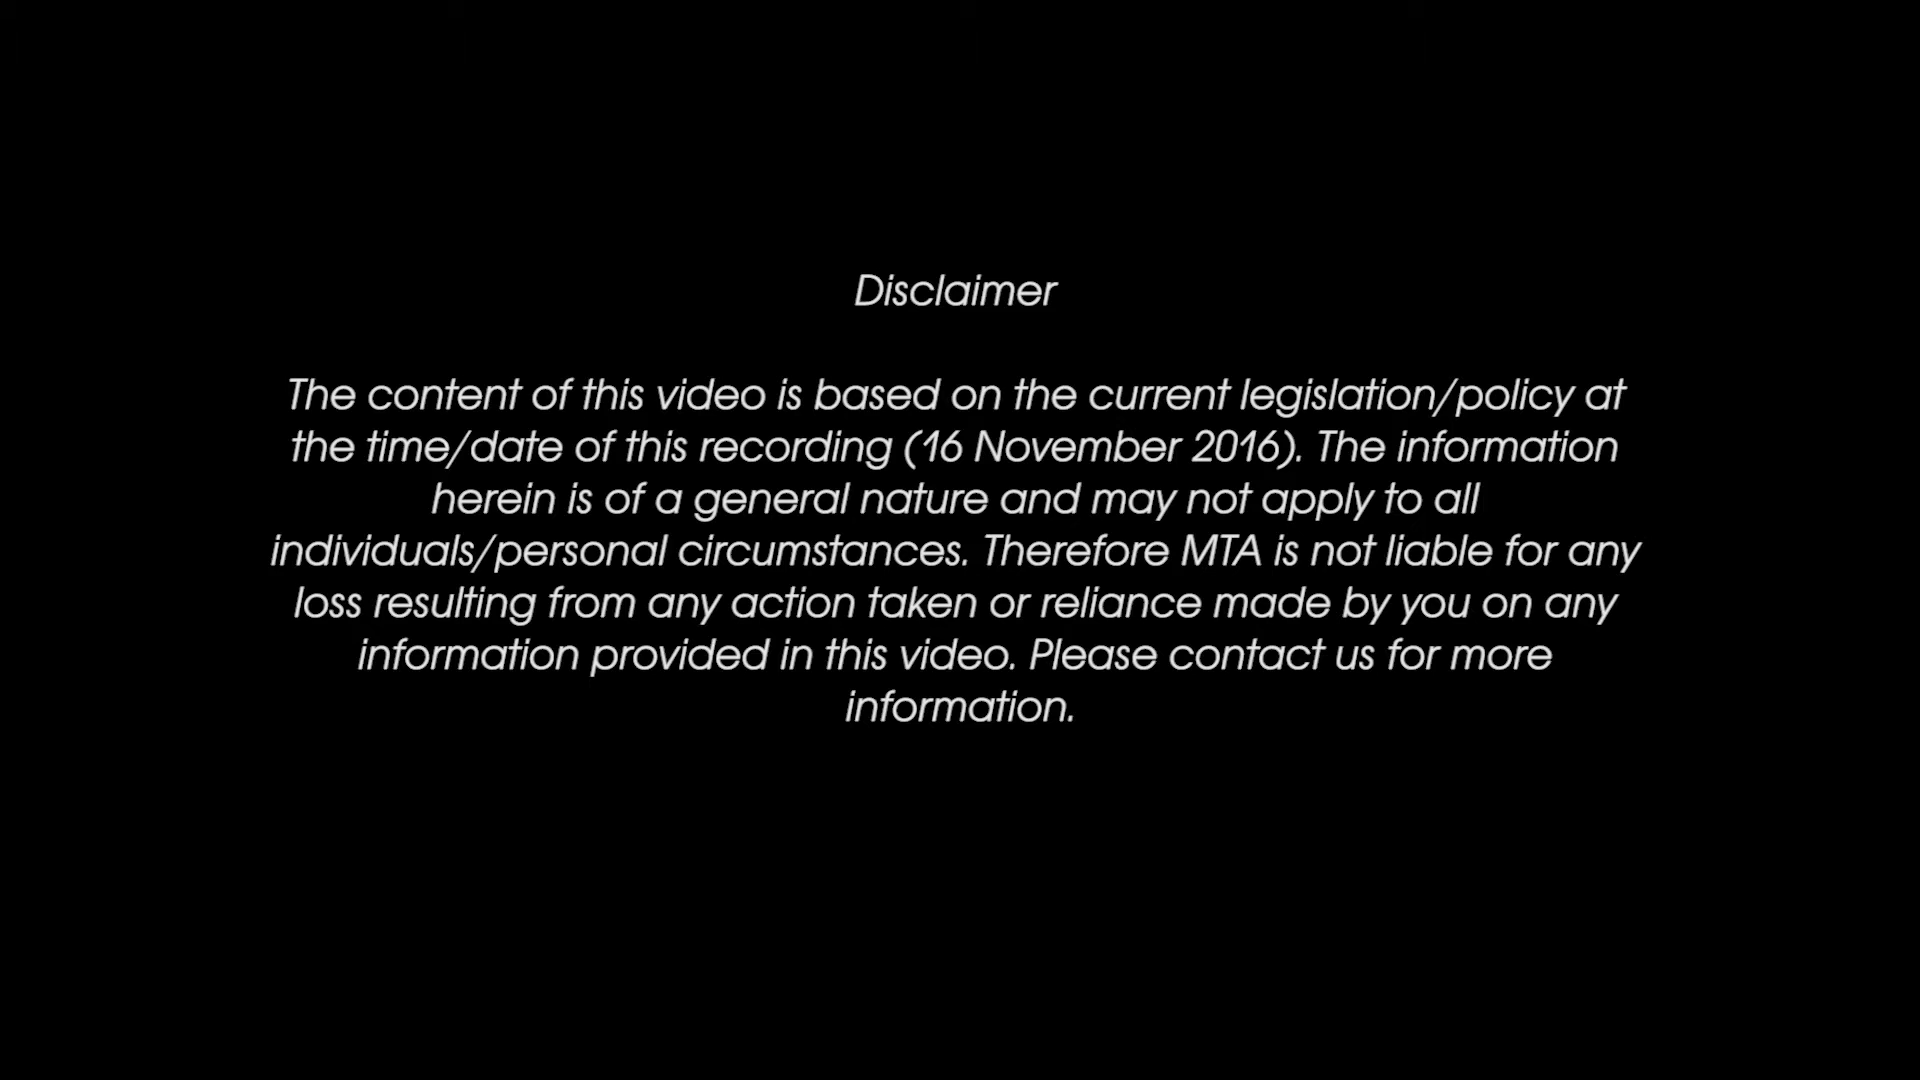 Disclaimer
The content of this video is based on the current legislation/policy at
the time/date of this recording (16 November 2016). The information
herein is of a general nature and may not apply to all
individuals/personal circumstances. Therefore MTA is not liable for any
loss resulting from any action taken or reliance made by you on any
information provided in this video. Please contact us for more
information.